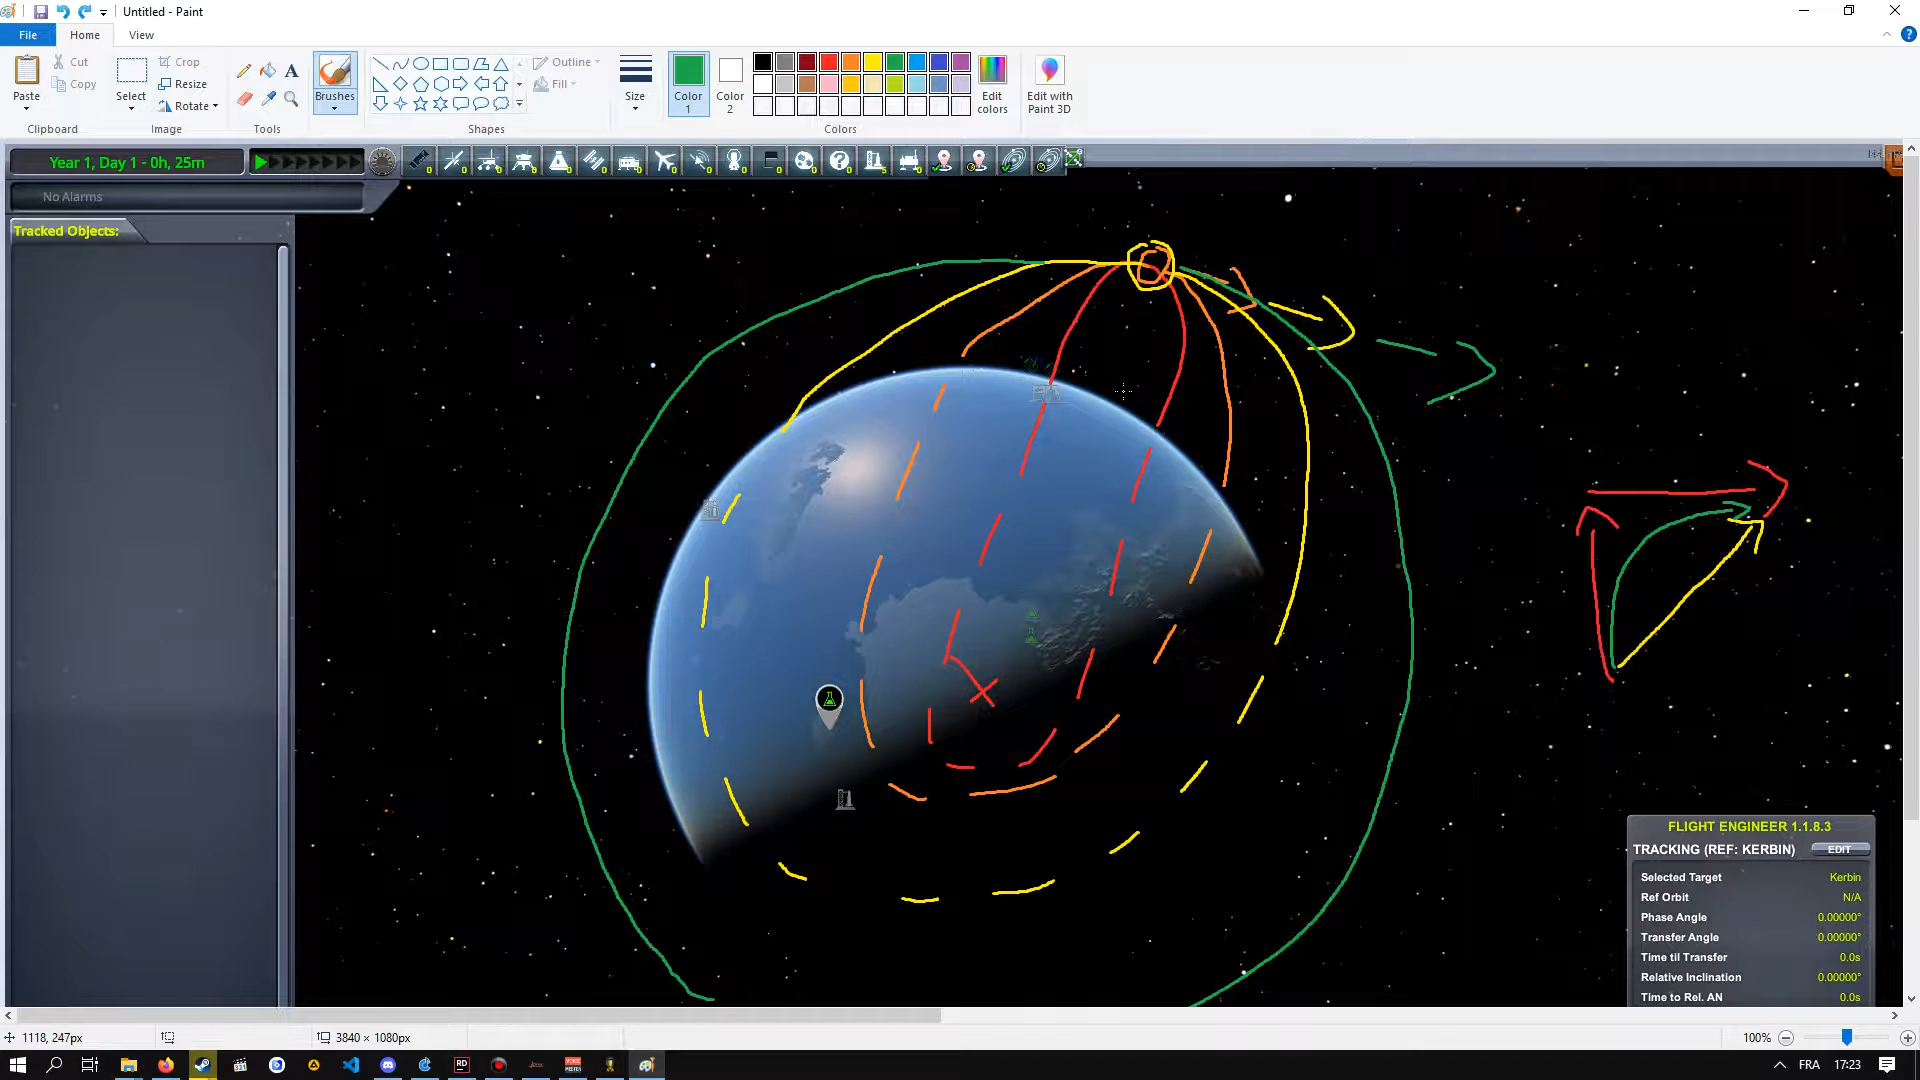 Untitled - Paint
File
Home
View
Paste
Cut
Copy
Clipboard
Select
Crop
Resize
Rotate
Image
Tools
Brushes
Outline
Fill
Shapes
Size
Color 1
Color 2
Edit colors
Edit with Paint 3D
Colors
Year 1, Day 1 - 0h, 25m
No Alarms
Tracked Objects:
FLIGHT ENGINEER 1.1.8.3
TRACKING (REF: KERBIN) EDIT
Selected Target Kerbin
Ref Orbit N/A
Phase Angle 0.00000°
Transfer Angle 0.00000°
Time til Transfer 0.0s
Relative Inclination 0.00000°
Time to Rel. AN 0.0s
1118, 247px
3840 × 1080px
100%
FRA 17:23